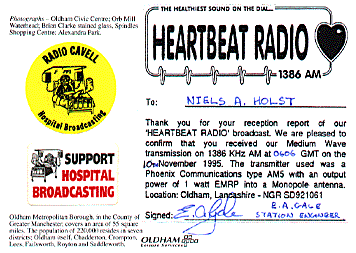 Photographs - Oldham Civic Centre; Orb Mill
Waterhead; Brian Clarke stained glass, Spindles
Shopping Centre; Alexandra Park.
RADIO CAVELL
Hospital Broadcasting
SUPPORT
HOSPITAL
BROADCASTING
Oldham Metropolitan Borough, in the County of
Greater Manchester, covers an area of 55 square
miles. The population of 220,000 resides in seven
districts; Oldham itself, Chadderton, Crompton,
Lees, Failsworth, Royton and Saddleworth.
THE HEALTHIEST SOUND ON THE DIAL...
HEARTBEAT RADIO
1386 AM
To: NIELS A. HOLST
Thank you for your reception report of our
'HEARTBEAT RADIO' broadcast. We are pleased to
confirm that you received our Medium Wave
transmission on 1386 KHz AM at 0606 GMT on the
10th November 1995. The transmitter used was a
Phoenix Communications type AM5 with an output
power of 1 watt EMRP into a Monopole antenna.
Location: Oldham, Lancashire - NGR SD921061
Signed: E. A. Gale E.A. GALE
STATION ENGINEER
OLDHAM
Leisure Services